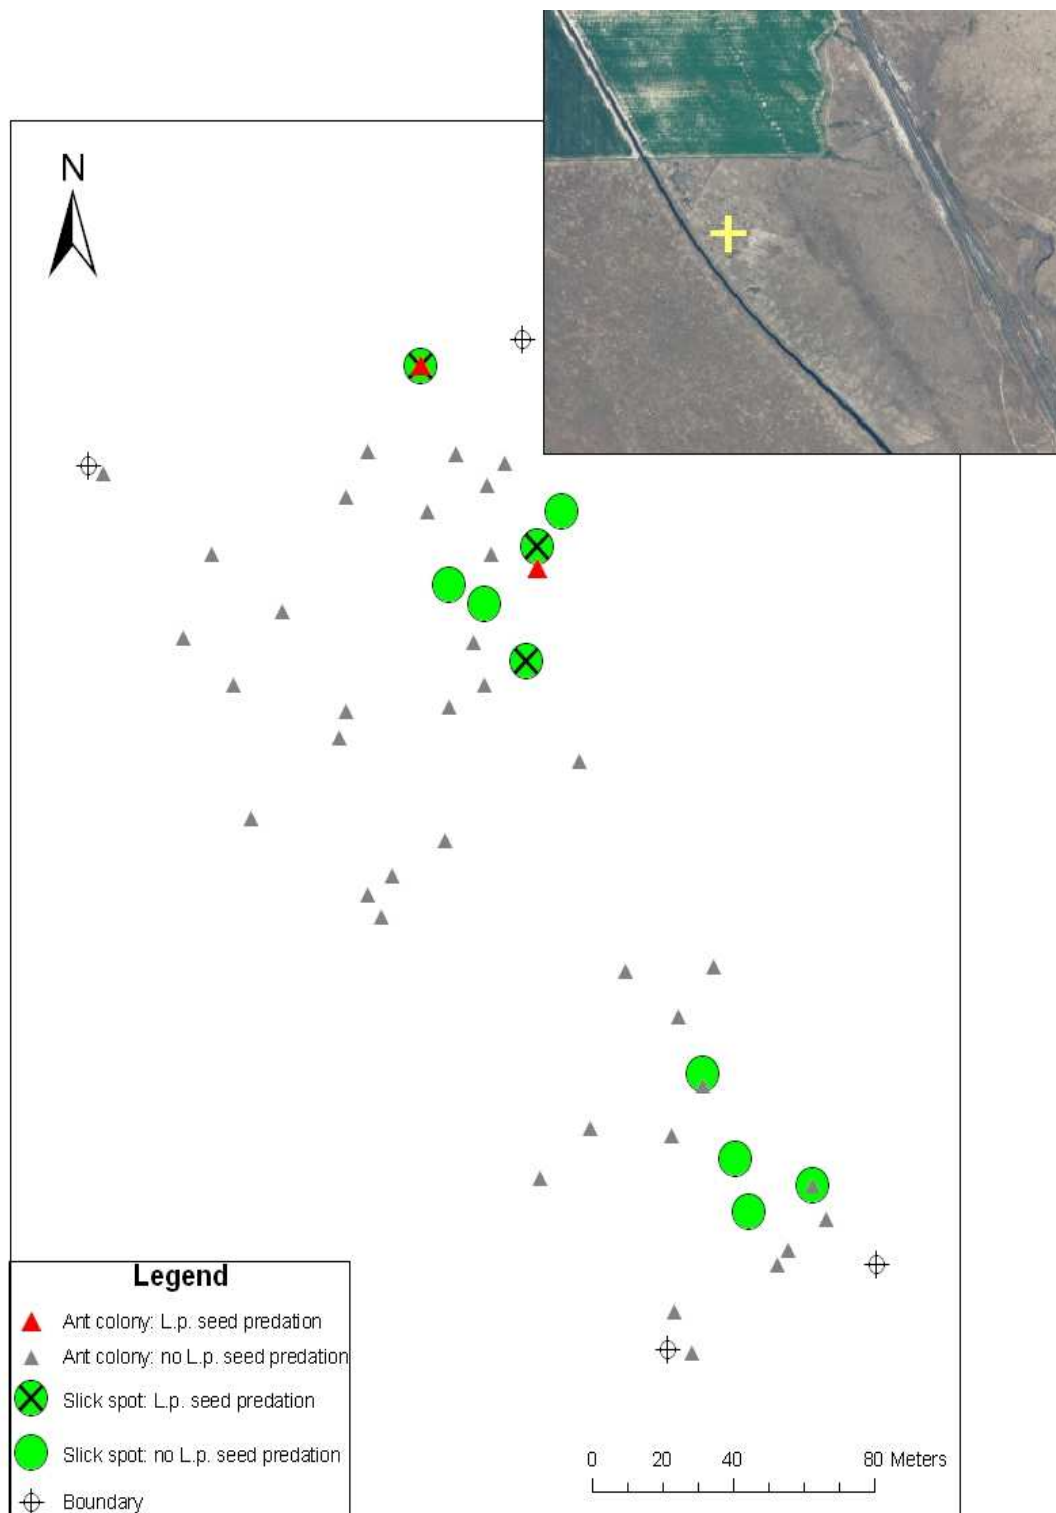 N
Legend
Ant colony: L.p. seed predation
Ant colony: no L.p. seed predation
Slick spot: L.p. seed predation
Slick spot: no L.p. seed predation
Boundary
0 20 40 80 Meters